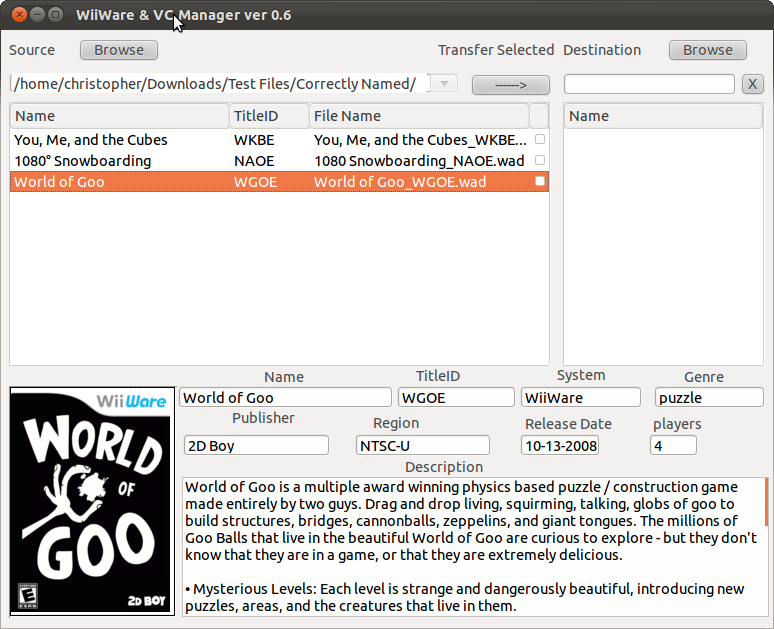 WiiWare & VC Manager ver 0.6
Source Browse Transfer Selected Destination Browse
/home/christopher/Downloads/Test Files/Correctly Named/ -----> X
Name TitleID File Name Name
You, Me, and the Cubes WKBE You, Me, and the Cubes_WKBE...
1080° Snowboarding NAOE 1080 Snowboarding_NAOE.wad
World of Goo WGOE World of Goo_WGOE.wad
Name TitleID System Genre
World of Goo WGOE WiiWare puzzle
Publisher Region Release Date players
2D Boy NTSC-U 10-13-2008 4
Description
World of Goo is a multiple award winning physics based puzzle / construction game
made entirely by two guys. Drag and drop living, squirming, talking, globs of goo to
build structures, bridges, cannonballs, zeppelins, and giant tongues. The millions of
Goo Balls that live in the beautiful World of Goo are curious to explore - but they don't
know that they are in a game, or that they are extremely delicious.
• Mysterious Levels: Each level is strange and dangerously beautiful, introducing new
puzzles, areas, and the creatures that live in them.
WiiWare
WORLD
OF
GOO
EVERYONE
E
ESRB
2D BOY